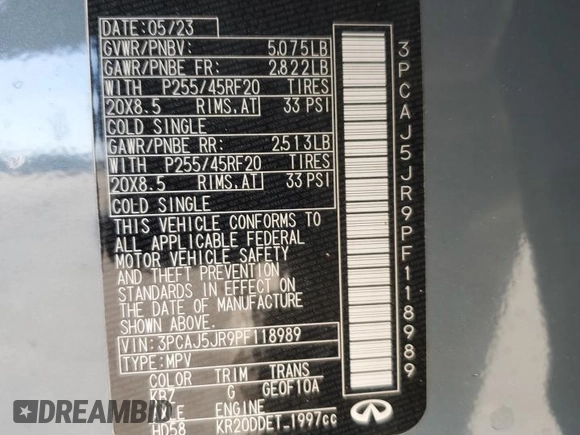 DATE: 05/23
GVWR/PNBV: 5,075LB
GAWR/PNBE FR: 2,822LB
WITH P255/45RF20 TIRES
20X8.5 RIMS.AT 33 PSI
COLD SINGLE
GAWR/PNBE RR: 2,513LB
WITH P255/45RF20 TIRES
20X8.5 RIMS.AT 33 PSI
COLD SINGLE
THIS VEHICLE CONFORMS TO
ALL APPLICABLE FEDERAL
MOTOR VEHICLE SAFETY
AND THEFT PREVENTION
STANDARDS IN EFFECT ON
THE DATE OF MANUFACTURE
SHOWN ABOVE.
VIN: 3PCAJ5JR9PF118989
TYPE: MPV
COLOR TRIM TRANS
KBZ G GEOF10A
ENGINE
HD58 KR20DDET-1997cc
3PCAJ5JR9PF118989
INFINITI
RIDESAFELY